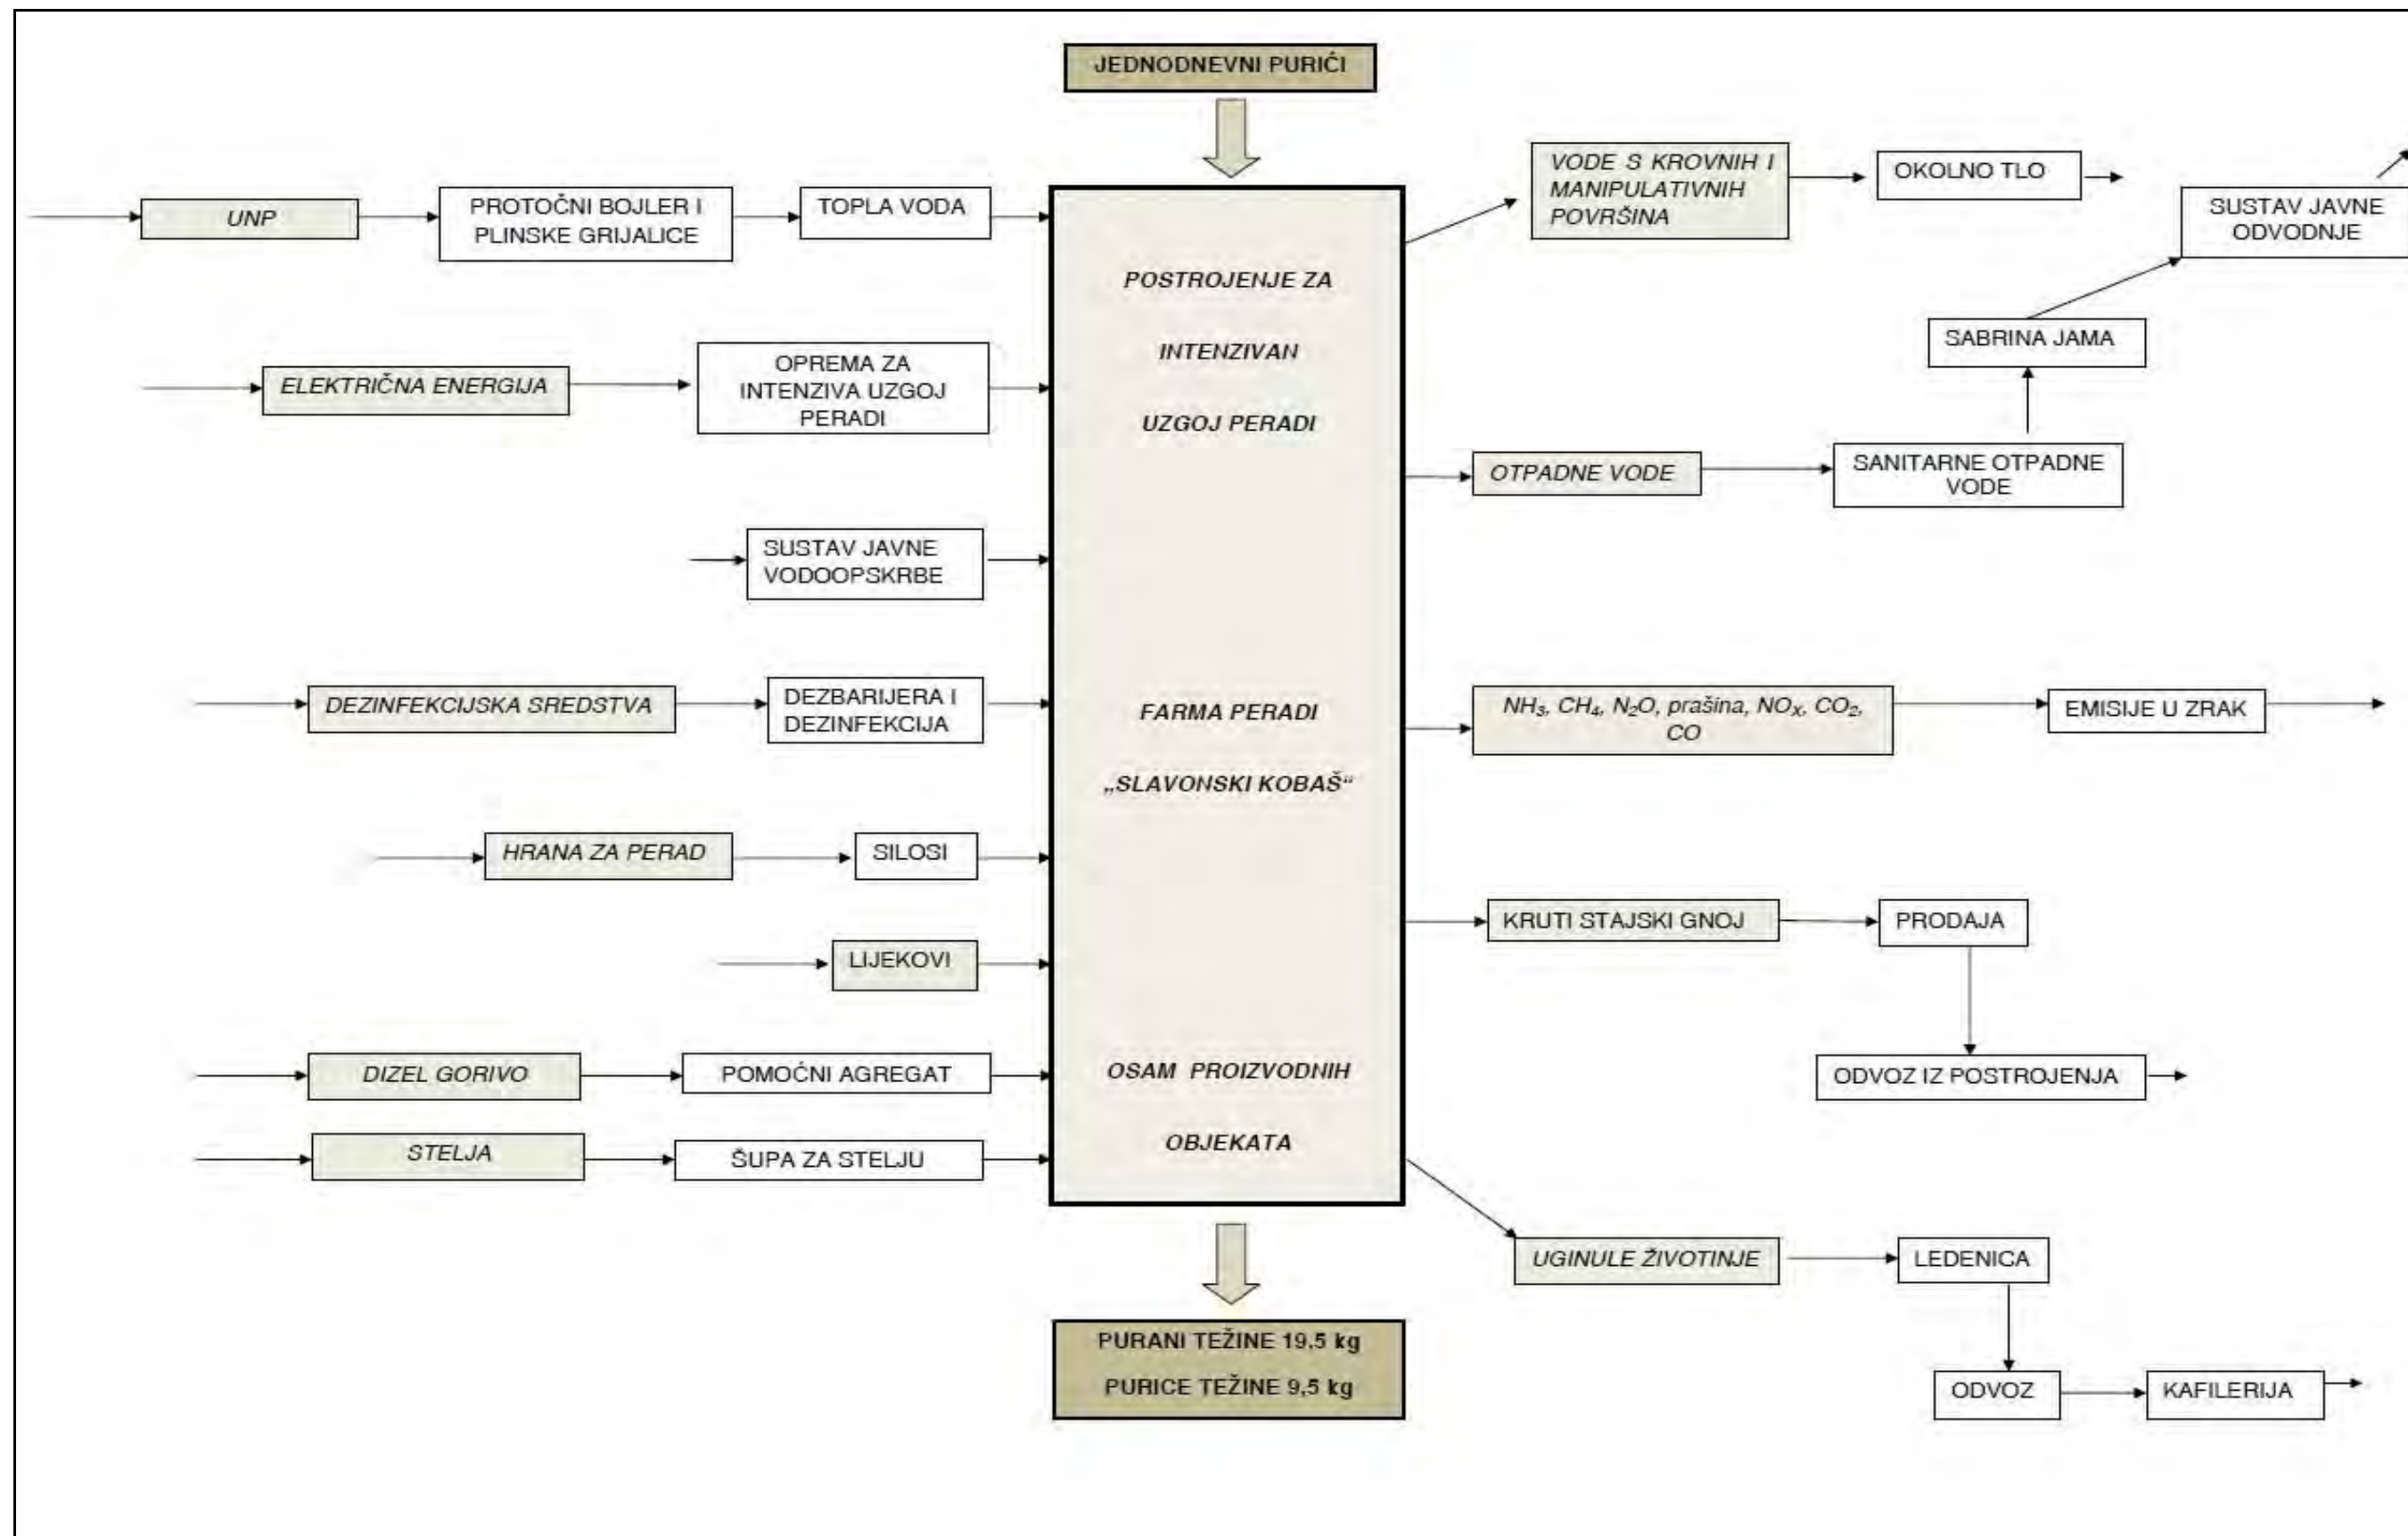 JEDNODNEVNI PURIĆI
UNP
PROTOČNI BOJLER I
PLINSKE GRIJALICE
TOPLA VODA
ELEKTRIČNA ENERGIJA
OPREMA ZA
INTENZIVA UZGOJ
PERADI
SUSTAV JAVNE
VODOOPSKRBE
DEZINFEKCIJSKA SREDSTVA
DEZBARIJERA I
DEZINFEKCIJA
HRANA ZA PERAD
SILOSI
LIJEKOVI
DIZEL GORIVO
POMOĆNI AGREGAT
STELJA
ŠUPA ZA STELJU
POSTROJENJE ZA
INTENZIVAN
UZGOJ PERADI
FARMA PERADI
„SLAVONSKI KOBAŠ“
OSAM PROIZVODNIH
OBJEKATA
VODE S KROVNIH I
MANIPULATIVNIH
POVRŠINA
OKOLNO TLO
SUSTAV JAVNE
ODVODNJE
SABRINA JAMA
OTPADNE VODE
SANITARNE OTPADNE
VODE
NH₃, CH₄, N₂O, prašina, NOₓ, CO₂,
CO
EMISIJE U ZRAK
KRUTI STAJSKI GNOJ
PRODAJA
ODVOZ IZ POSTROJENJA
UGINULE ŽIVOTINJE
LEDENICA
ODVOZ
KAFILERIJA
PURANI TEŽINE 19,5 kg
PURICE TEŽINE 9,5 kg